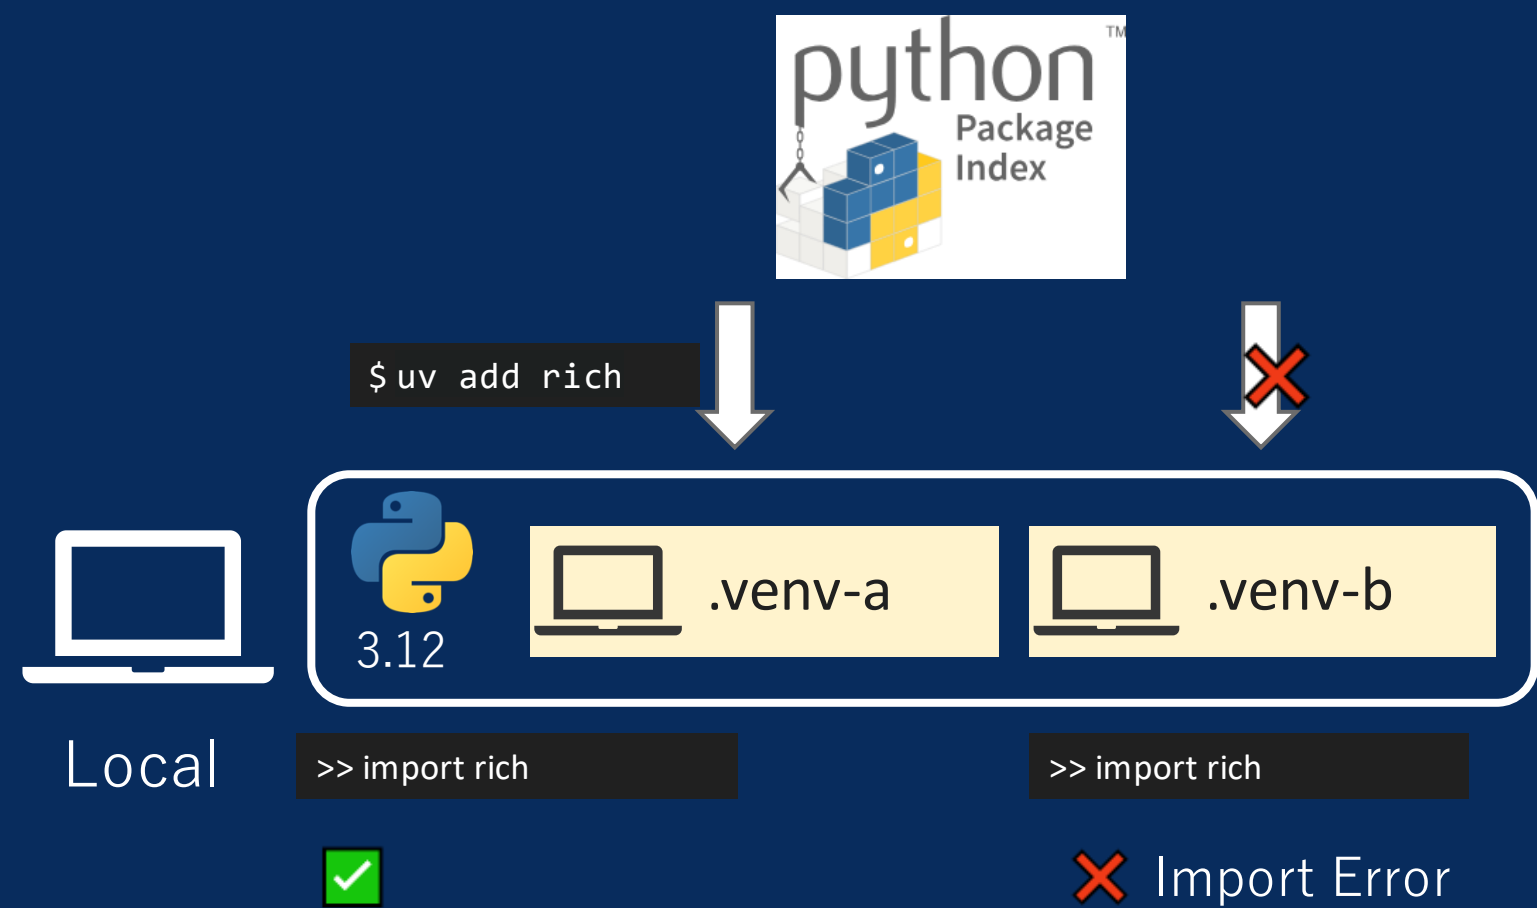 python™
Package
Index
$ uv add rich
3.12
.venv-a
.venv-b
Local
>> import rich
>> import rich
Import Error